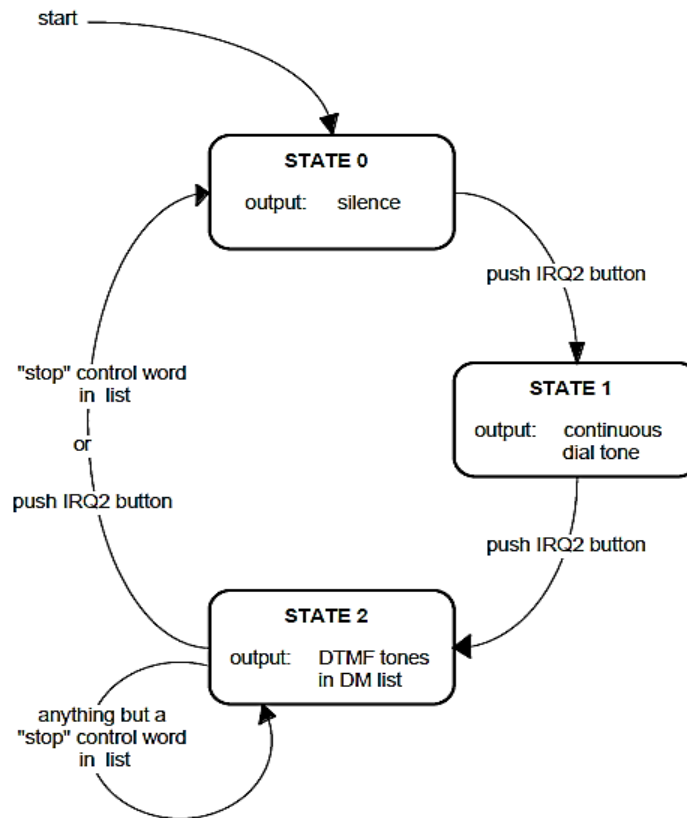 start
STATE 0
output: silence
push IRQ2 button
STATE 1
output: continuous
dial tone
push IRQ2 button
STATE 2
output: DTMF tones
in DM list
anything but a
"stop" control word
in list
"stop" control word
in list
or
push IRQ2 button